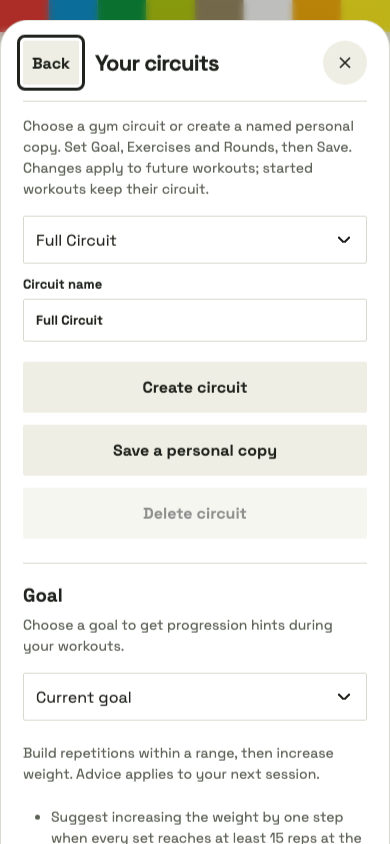 Back
Your circuits
Choose a gym circuit or create a named personal
copy. Set Goal, Exercises and Rounds, then Save.
Changes apply to future workouts; started
workouts keep their circuit.
Full Circuit
Circuit name
Full Circuit
Create circuit
Save a personal copy
Delete circuit
Goal
Choose a goal to get progression hints during
your workouts.
Current goal
Build repetitions within a range, then increase
weight. Advice applies to your next session.
• Suggest increasing the weight by one step
when every set reaches at least 15 reps at the